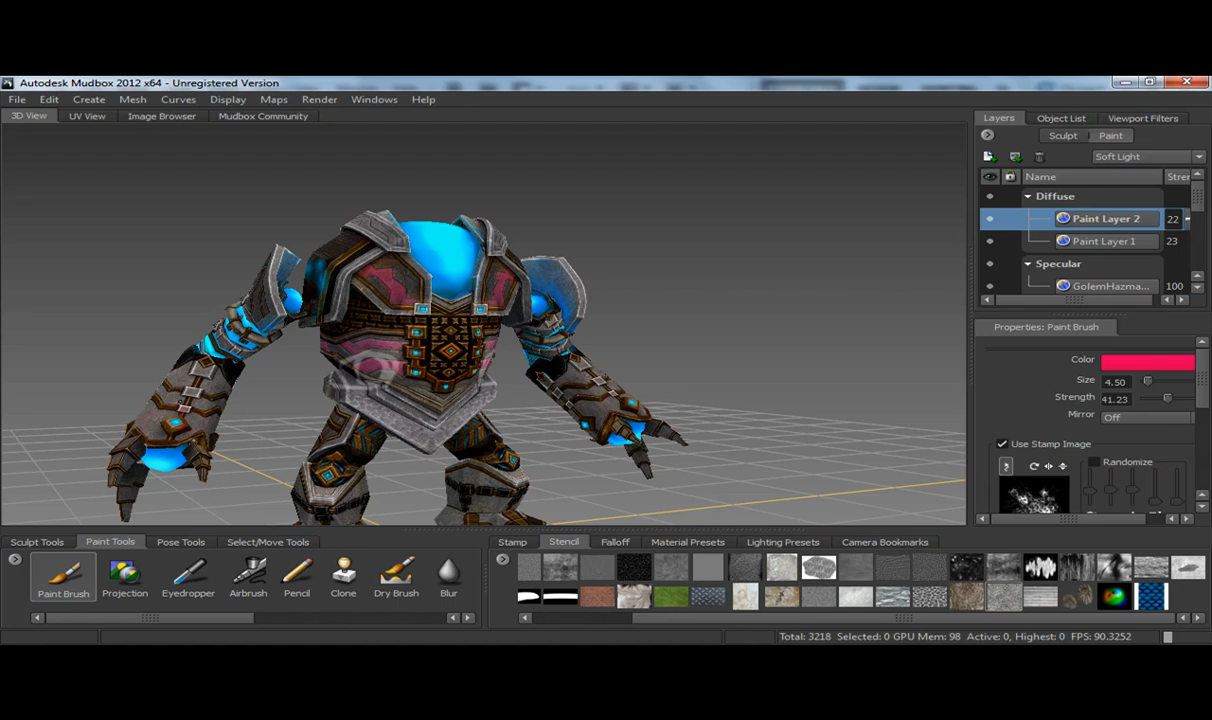 Autodesk Mudbox 2012 x64 - Unregistered Version
File Edit Create Mesh Curves Display Maps Render Windows Help
3D View UV View Image Browser Mudbox Community
Layers Object List Viewport Filters
Sculpt Paint
Soft Light
Name Stren
Diffuse
Paint Layer 2 22
Paint Layer 1 23
Specular
GolemHazma... 100
Properties: Paint Brush
Color
Size 4.50
Strength 41.23
Mirror Off
Use Stamp Image
Randomize
Sculpt Tools Paint Tools Pose Tools Select/Move Tools
Stamp Stencil Falloff Material Presets Lighting Presets Camera Bookmarks
Paint Brush Projection Eyedropper Airbrush Pencil Clone Dry Brush Blur
Total: 3218 Selected: 0 GPU Mem: 98 Active: 0, Highest: 0 FPS: 90.3252